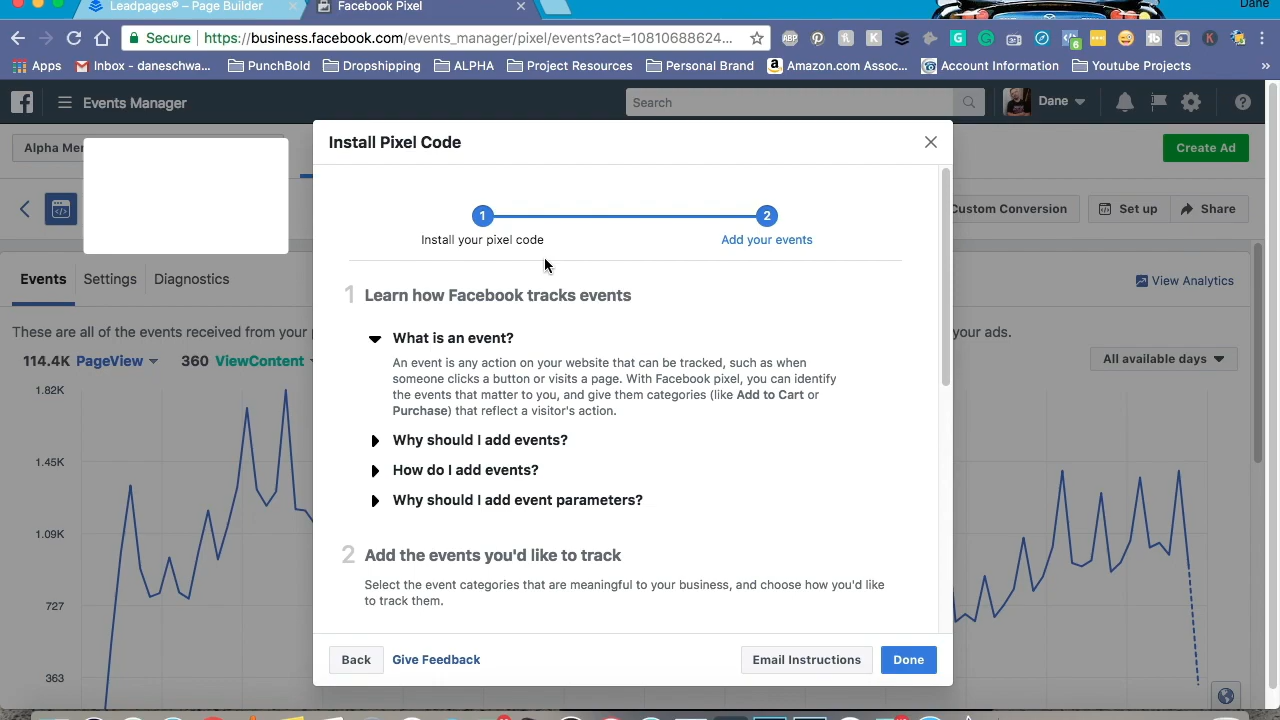 Leadpages® – Page Builder
Facebook Pixel
Dane
Secure
https://business.facebook.com/events_manager/pixel/events?act=10810688624...
Apps
Inbox - daneschwa...
PunchBold
Dropshipping
ALPHA
Project Resources
Personal Brand
Amazon.com Assoc...
Account Information
Youtube Projects
»
Events Manager
Search
Dane
Alpha Mer
Install Pixel Code
Create Ad
1
2
Install your pixel code
Add your events
Custom Conversion
Set up
Share
Events
Settings
Diagnostics
View Analytics
1 Learn how Facebook tracks events
These are all of the events received from your
your ads.
114.4K PageView
360 ViewContent
All available days
What is an event?
An event is any action on your website that can be tracked, such as when
someone clicks a button or visits a page. With Facebook pixel, you can identify
the events that matter to you, and give them categories (like Add to Cart or
Purchase) that reflect a visitor's action.
Why should I add events?
How do I add events?
Why should I add event parameters?
2 Add the events you'd like to track
Select the event categories that are meaningful to your business, and choose how you'd like
to track them.
1.82K
1.45K
1.09K
727
363
Back
Give Feedback
Email Instructions
Done